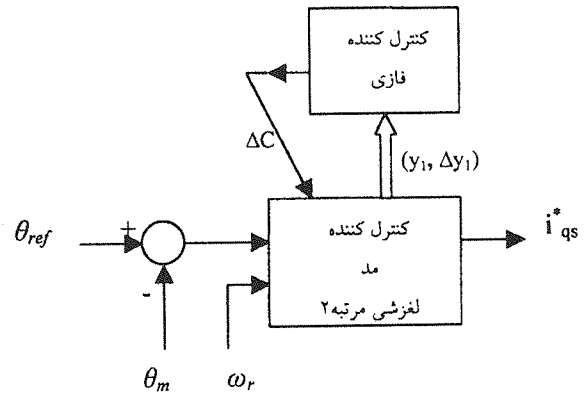 کنترل کننده
فازی
ΔC
(y₁, Δy₁)
θref
+
کنترل کننده
مد
لغزشی مرتبه۲
i*qs
-
θm
ωr